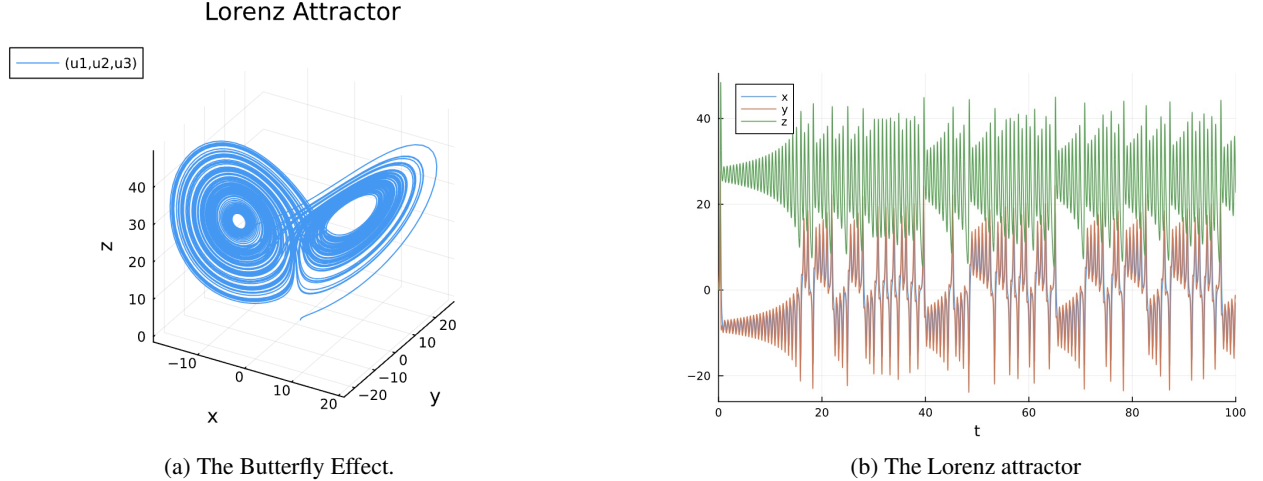 Lorenz Attractor
(u1,u2,u3)
z
40
30
20
10
0
−10
0
10
20
x
−20
−10
0
10
20
y
(a) The Butterfly Effect.
x
y
z
40
20
0
−20
0
20
40
60
80
100
t
(b) The Lorenz attractor